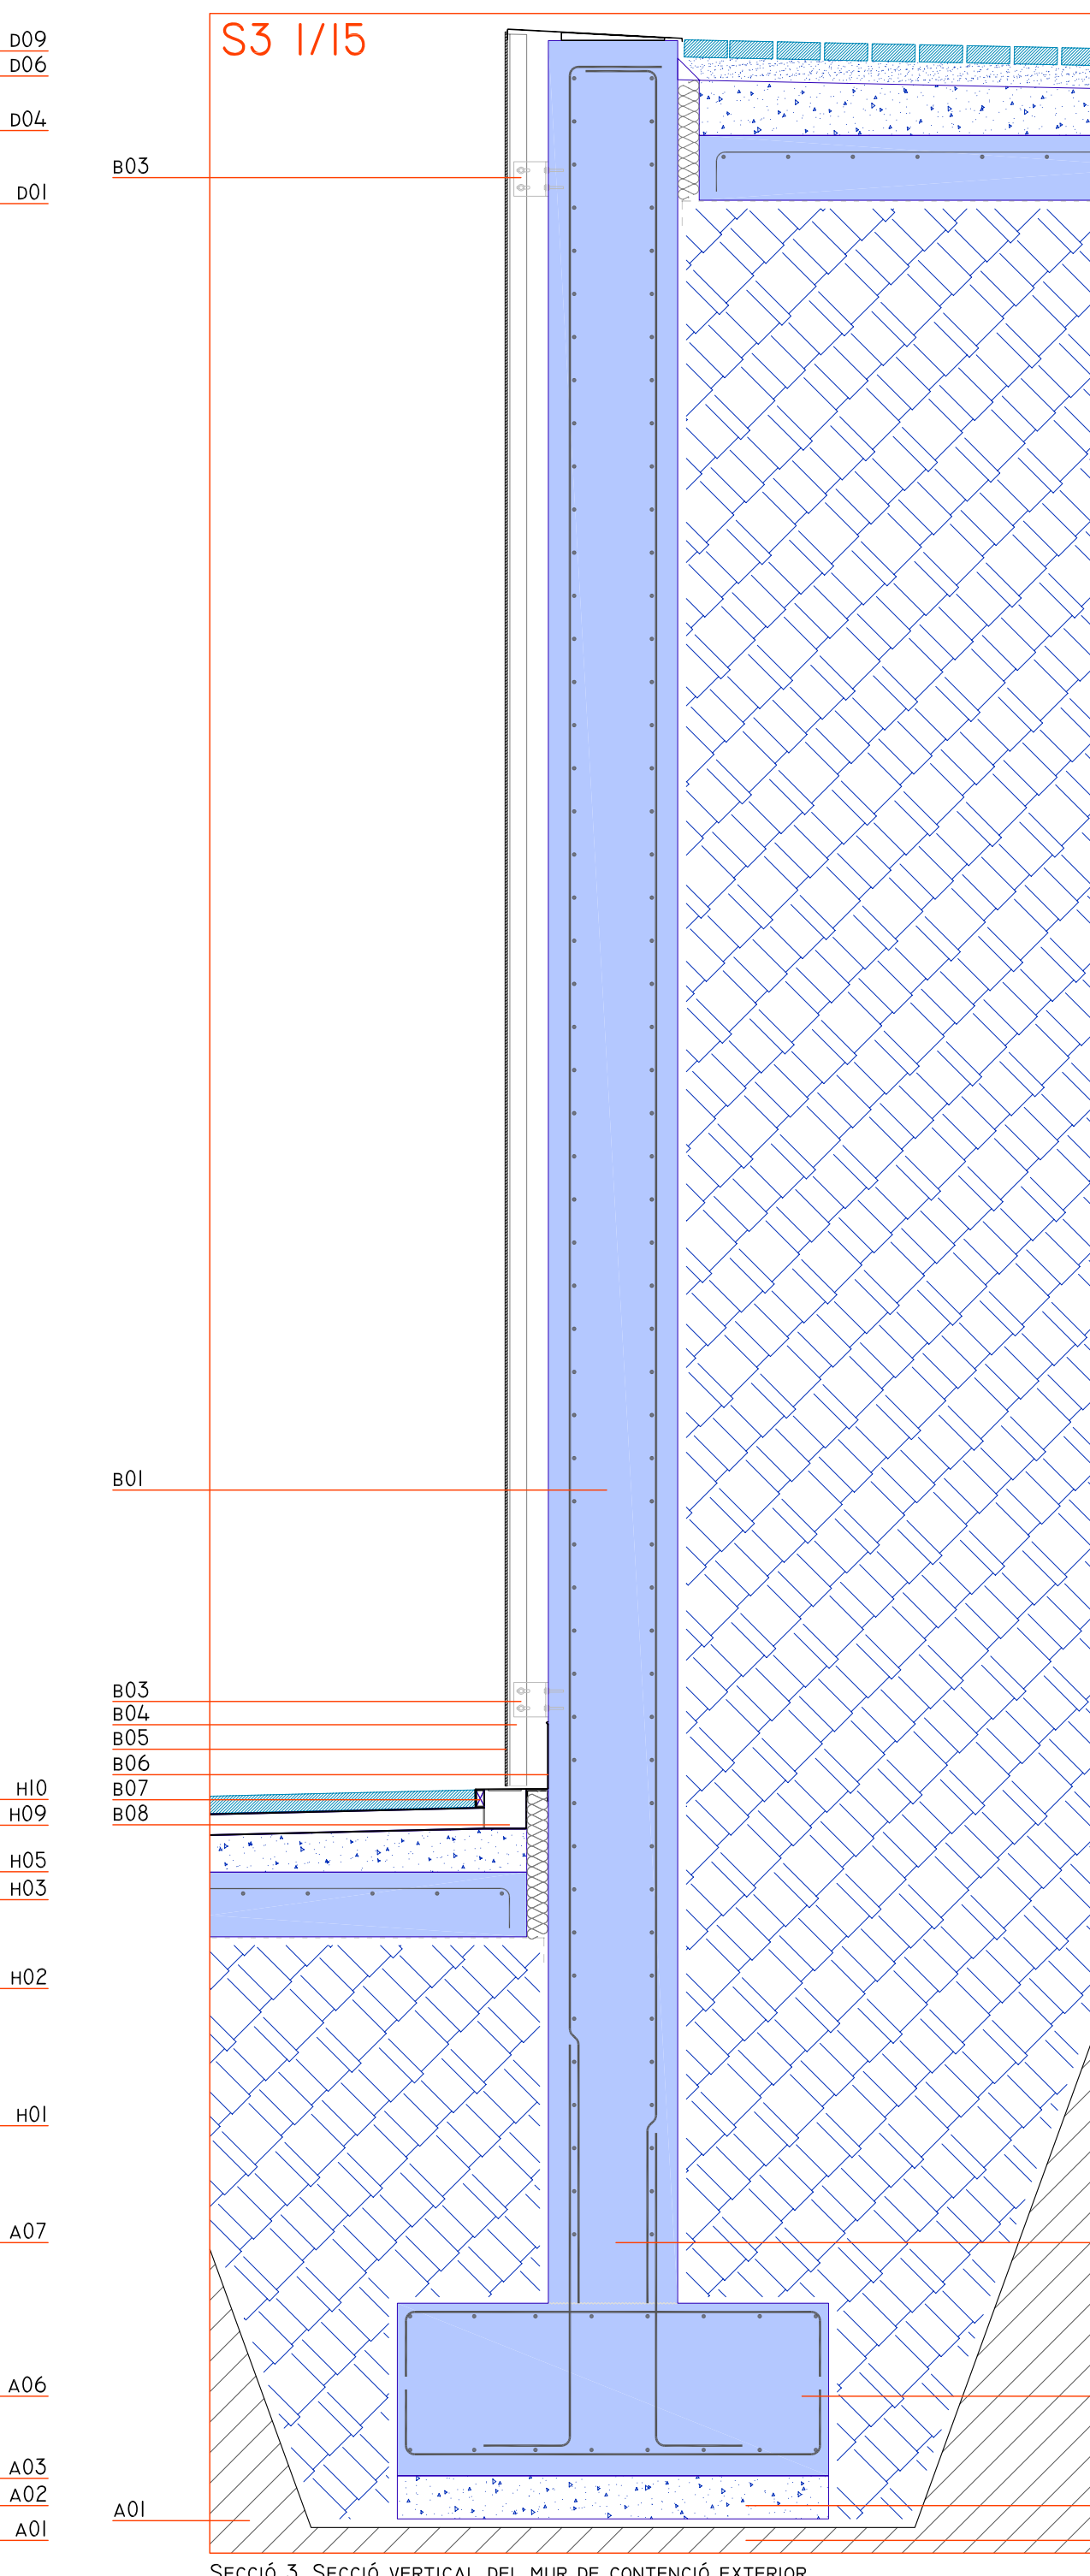 S3 1/15
D09
D06
D04
B03
D01
B01
B03
B04
B05
B06
H10
B07
H09
B08
H05
H03
H02
H01
A07
A06
A03
A02
A01
A01
SECCIÓ 3. SECCIÓ VERTICAL DEL MUR DE CONTENCIÓ EXTERIOR